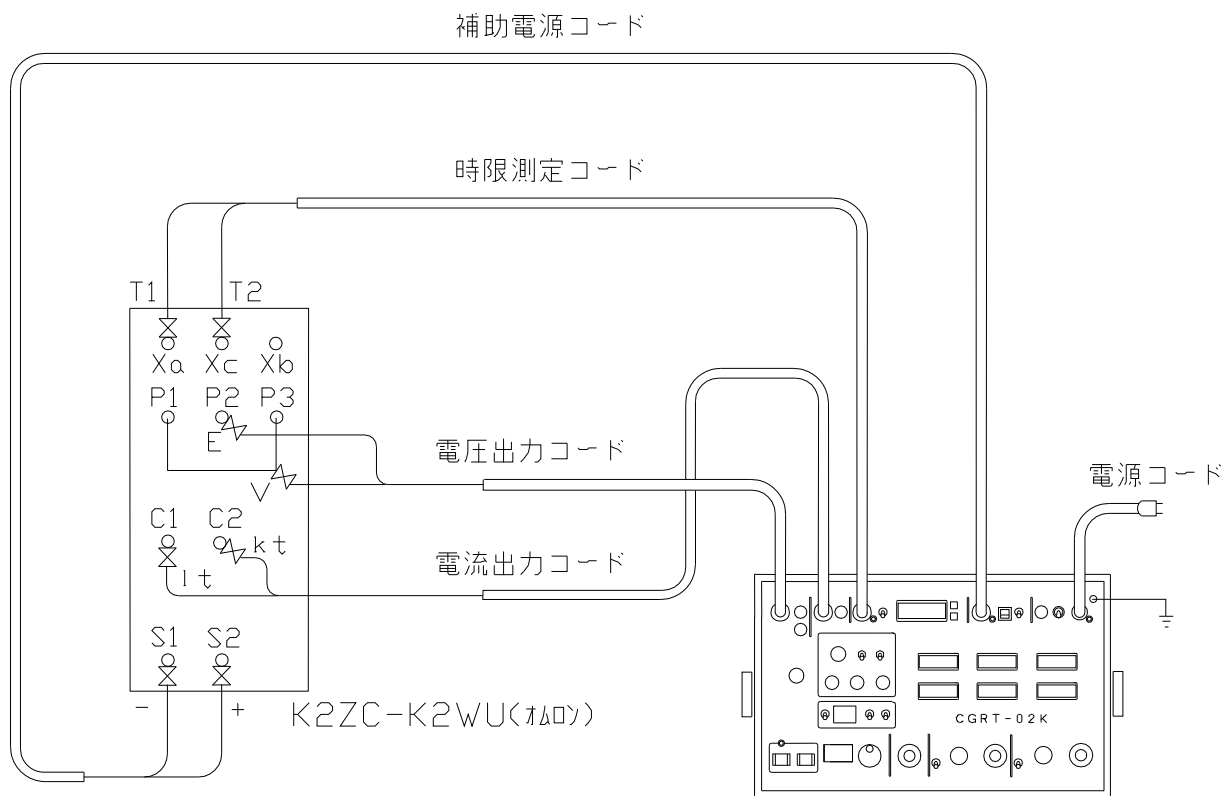 補助電源コード
時限測定コード
T1 T2
Xa Xc Xb
P1 P2 P3
E
電圧出力コード
V
電源コード
C1 C2
kt
電流出力コード
lt
S1 S2
- +
K2ZC-K2WU(オムロン)
CGRT-02K